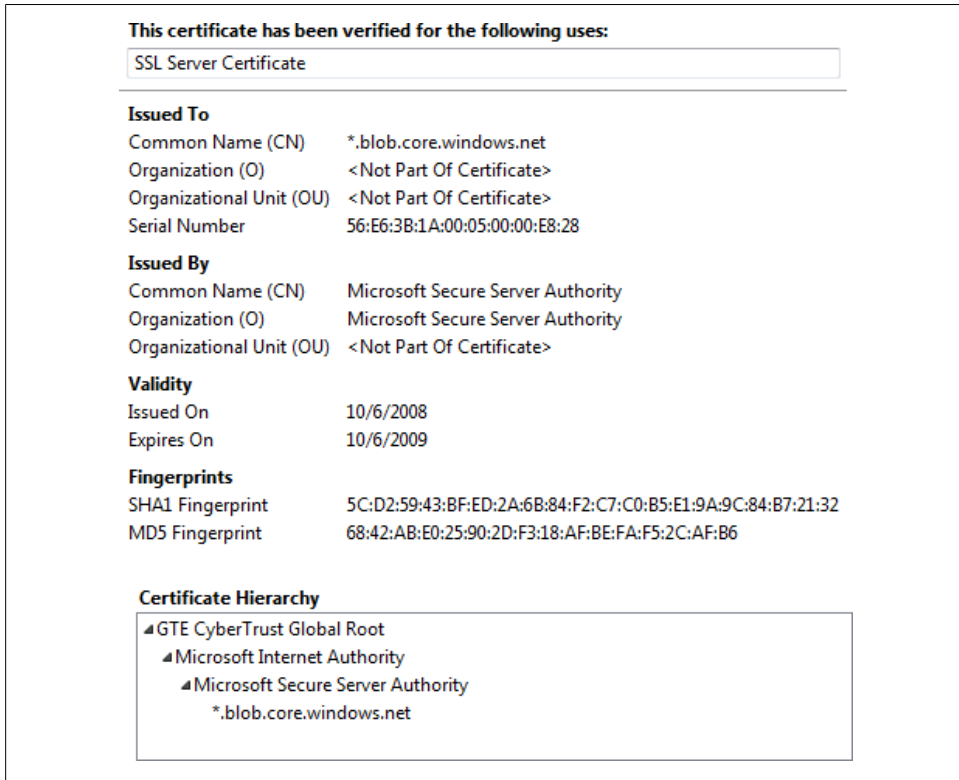 This certificate has been verified for the following uses:
SSL Server Certificate
Issued To
Common Name (CN) *.blob.core.windows.net
Organization (O) <Not Part Of Certificate>
Organizational Unit (OU) <Not Part Of Certificate>
Serial Number 56:E6:3B:1A:00:05:00:00:E8:28
Issued By
Common Name (CN) Microsoft Secure Server Authority
Organization (O) Microsoft Secure Server Authority
Organizational Unit (OU) <Not Part Of Certificate>
Validity
Issued On 10/6/2008
Expires On 10/6/2009
Fingerprints
SHA1 Fingerprint 5C:D2:59:43:BF:ED:2A:6B:84:F2:C7:C0:B5:E1:9A:9C:84:B7:21:32
MD5 Fingerprint 68:42:AB:E0:25:90:2D:F3:18:AF:BE:FA:F5:2C:AF:B6
Certificate Hierarchy
GTE CyberTrust Global Root
Microsoft Internet Authority
Microsoft Secure Server Authority
*.blob.core.windows.net